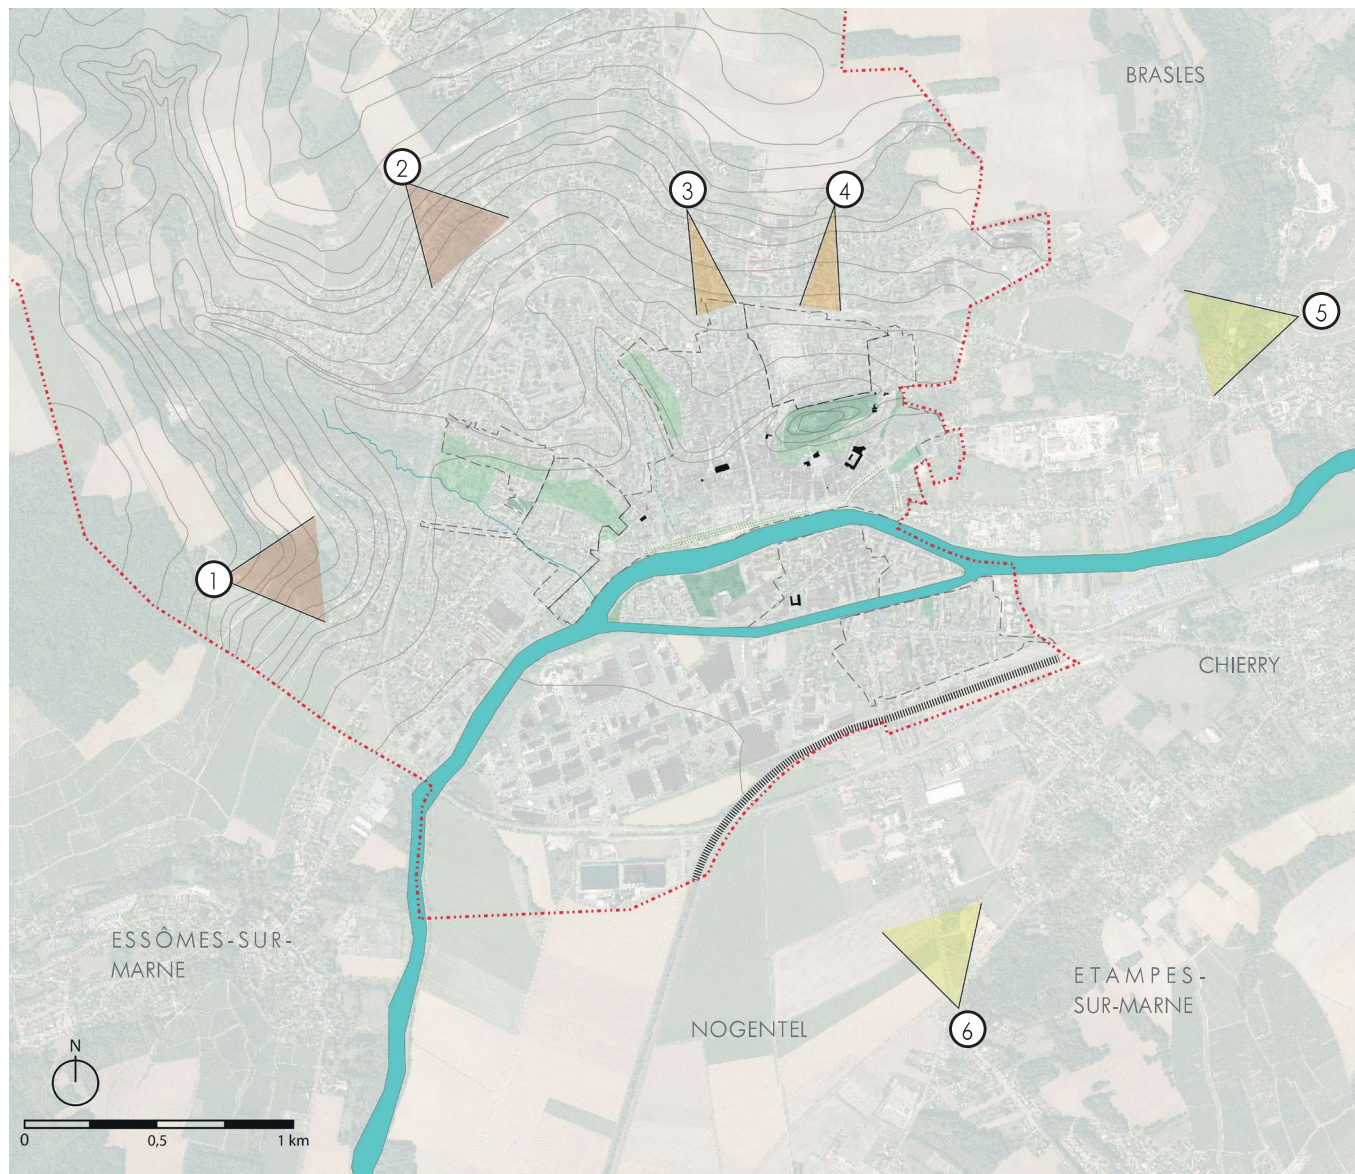 BRASLES
2
3
4
5
1
CHIERRY
ESSÔMES-SUR-
MARNE
ETAMPES-
SUR-MARNE
NOGENTEL
6
N
0
0,5
1 km